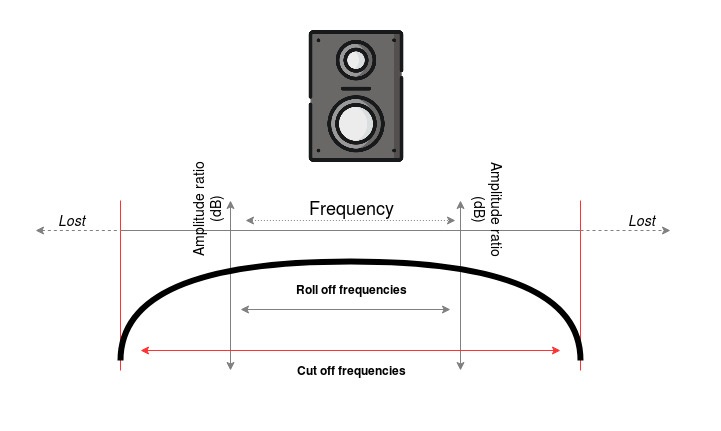 Amplitude ratio
(dB)
Amplitude ratio
(dB)
Lost
Frequency
Lost
Roll off frequencies
Cut off frequencies